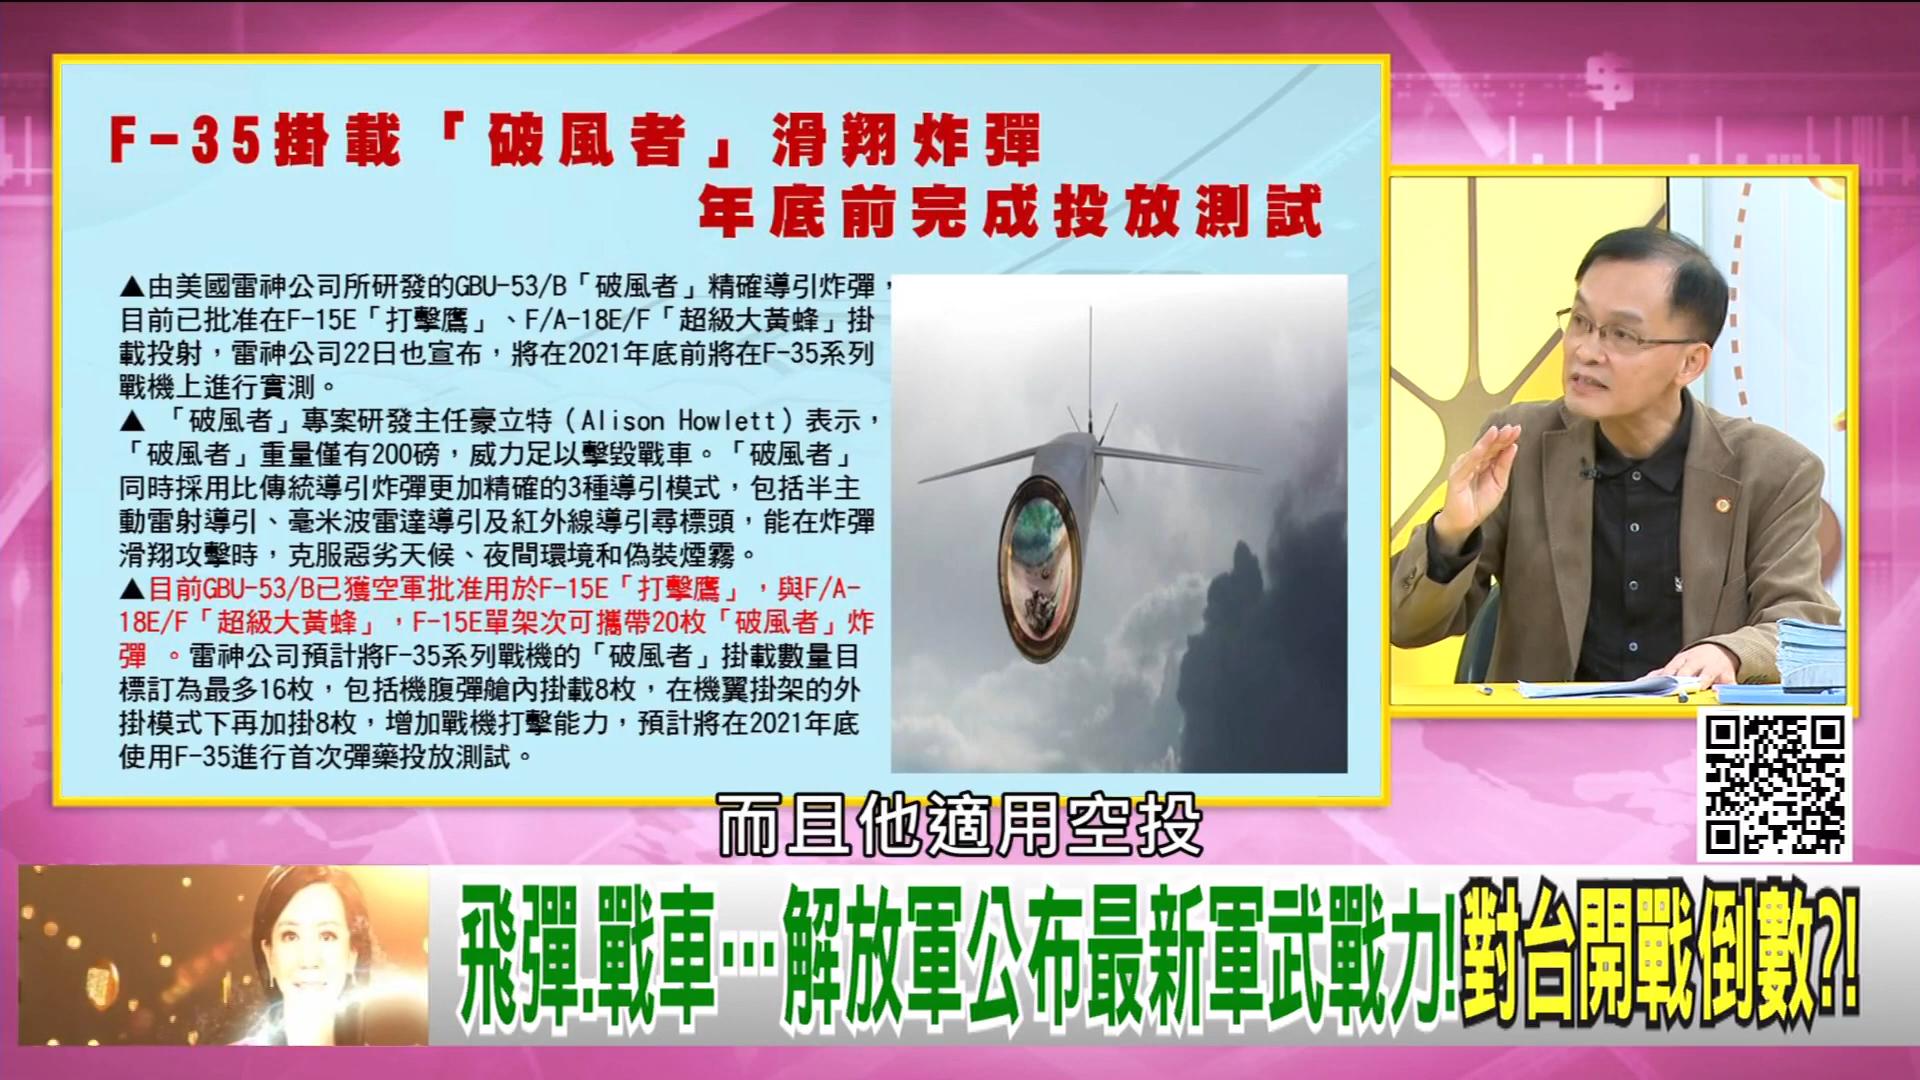 F-35掛載「破風者」滑翔炸彈
年底前完成投放測試
▲由美國雷神公司所研發的GBU-53/B「破風者」精確導引炸彈，
目前已批准在F-15E「打擊鷹」、F/A-18E/F「超級大黃蜂」掛
載投射，雷神公司22日也宣布，將在2021年底前將在F-35系列
戰機上進行實測。
▲ 「破風者」專案研發主任豪立特（Alison Howlett）表示，
「破風者」重量僅有200磅，威力足以擊毀戰車。「破風者」
同時採用比傳統導引炸彈更加精確的3種導引模式，包括半主
動雷射導引、毫米波雷達導引及紅外線導引尋標頭，能在炸彈
滑翔攻擊時，克服惡劣天候、夜間環境和偽裝煙霧。
▲目前GBU-53/B已獲空軍批准用於F-15E「打擊鷹」，與F/A-
18E/F「超級大黃蜂」，F-15E單架次可攜帶20枚「破風者」炸
彈 。雷神公司預計將F-35系列戰機的「破風者」掛載數量目
標訂為最多16枚，包括機腹彈艙內掛載8枚，在機翼掛架的外
掛模式下再加掛8枚，增加戰機打擊能力，預計將在2021年底
使用F-35進行首次彈藥投放測試。
而且他適用空投
飛彈.戰車…解放軍公布最新軍武戰力!對台開戰倒數?!